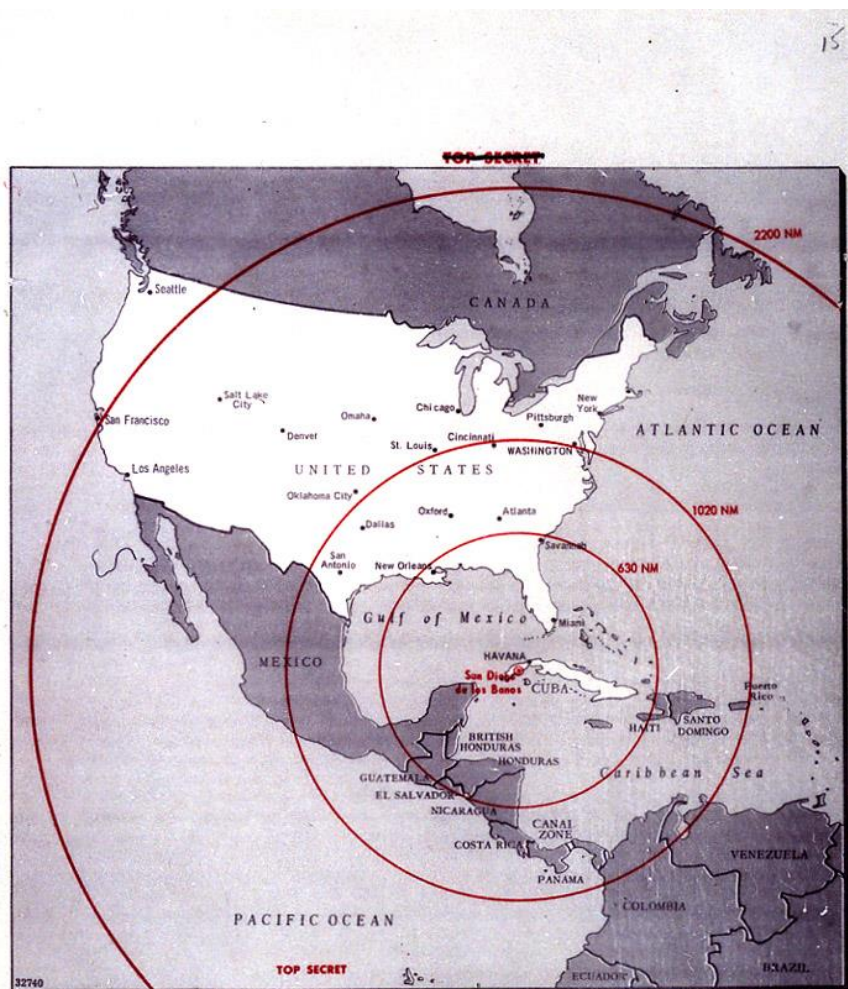 15
TOP SECRET
2200 NM
CANADA
Seattle
Salt Lake
City
San Francisco
Denver
Omaha
Chicago
Pittsburgh
New
York
ATLANTIC OCEAN
St. Louis
Cincinnati
WASHINGTON
Los Angeles
UNITED STATES
Oklahoma City
Oxford
Atlanta
1020 NM
Dallas
Savannah
San
Antonio
New Orleans
630 NM
Gulf of Mexico
Miami
MEXICO
HAVANA
San Diego
de los Banos
CUBA
Puerto
Rico
HAITI
SANTO
DOMINGO
BRITISH
HONDURAS
HONDURAS
GUATEMALA
Caribbean Sea
EL SALVADOR
NICARAGUA
CANAL
ZONE
COSTA RICA
VENEZUELA
PANAMA
COLOMBIA
PACIFIC OCEAN
TOP SECRET
ECUADOR
BRAZIL
32740